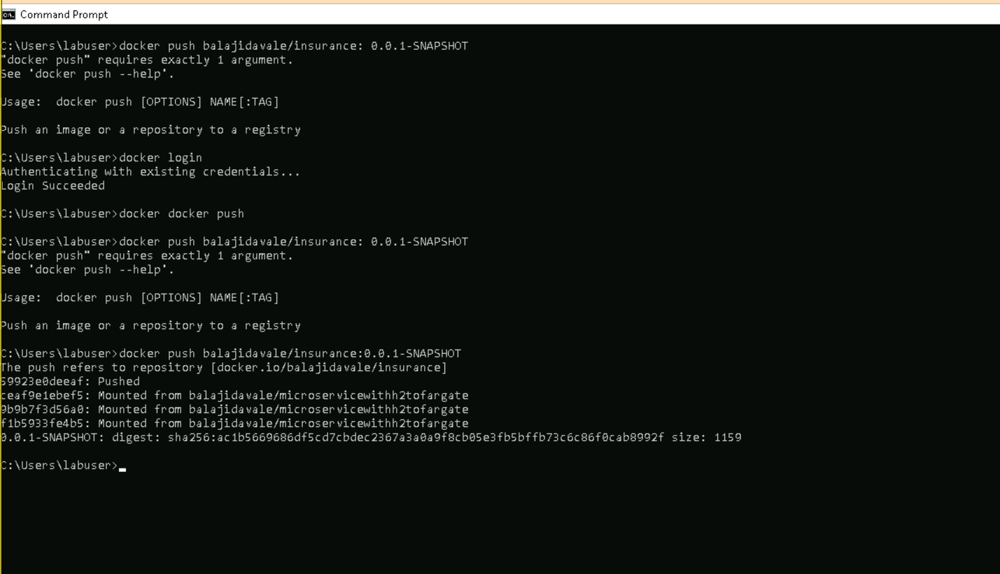 Command Prompt
C:\Users\labuser>docker push balajidavale/insurance: 0.0.1-SNAPSHOT
"docker push" requires exactly 1 argument.
See 'docker push --help'.
Usage:  docker push [OPTIONS] NAME[:TAG]
Push an image or a repository to a registry
C:\Users\labuser>docker login
Authenticating with existing credentials...
Login Succeeded
C:\Users\labuser>docker docker push
C:\Users\labuser>docker push balajidavale/insurance: 0.0.1-SNAPSHOT
"docker push" requires exactly 1 argument.
See 'docker push --help'.
Usage:  docker push [OPTIONS] NAME[:TAG]
Push an image or a repository to a registry
C:\Users\labuser>docker push balajidavale/insurance:0.0.1-SNAPSHOT
The push refers to repository [docker.io/balajidavale/insurance]
59923e0deeaf: Pushed
ceaf9e1ebef5: Mounted from balajidavale/microservicewithh2tofargate
9b9b7f3d56a0: Mounted from balajidavale/microservicewithh2tofargate
f1b5933fe4b5: Mounted from balajidavale/microservicewithh2tofargate
0.0.1-SNAPSHOT: digest: sha256:ac1b5669686df5cd7cbdec2367a3a0a9f8cb05e3fb5bffb73c6c86f0cab8992f size: 1159
C:\Users\labuser>